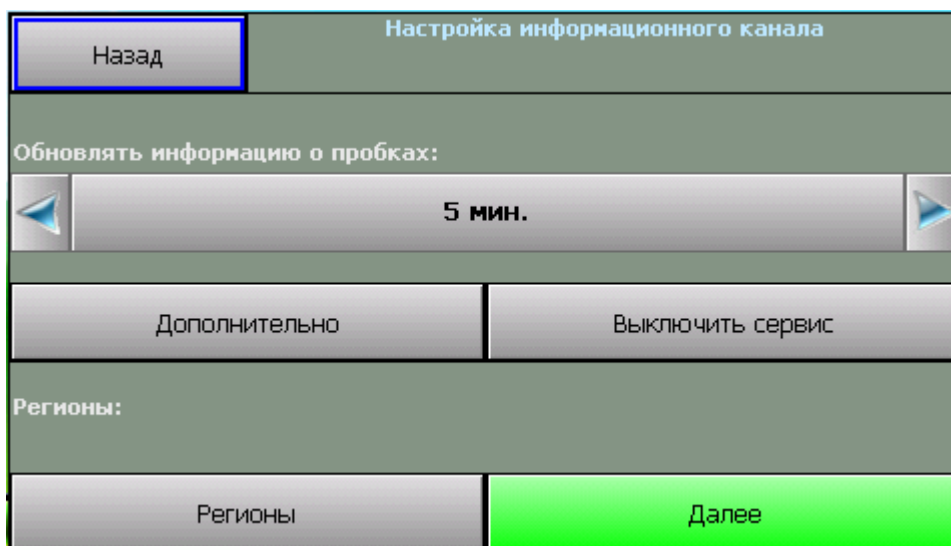 Назад
Настройка информационного канала
Обновлять информацию о пробках:
5 мин.
Дополнительно
Выключить сервис
Регионы:
Регионы
Далее